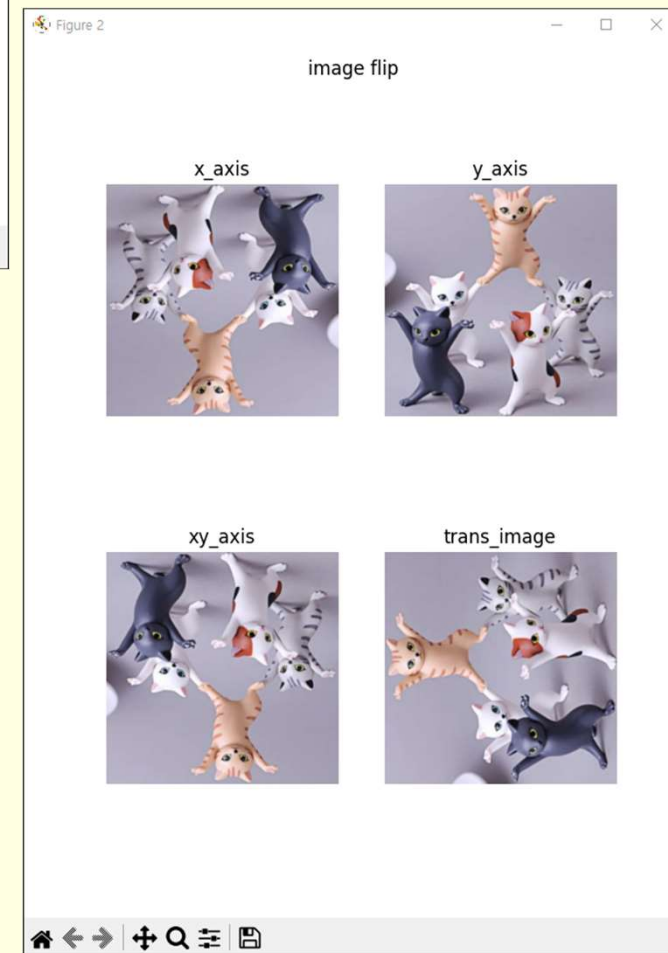 Figure 2
image flip
x_axis
y_axis
xy_axis
trans_image